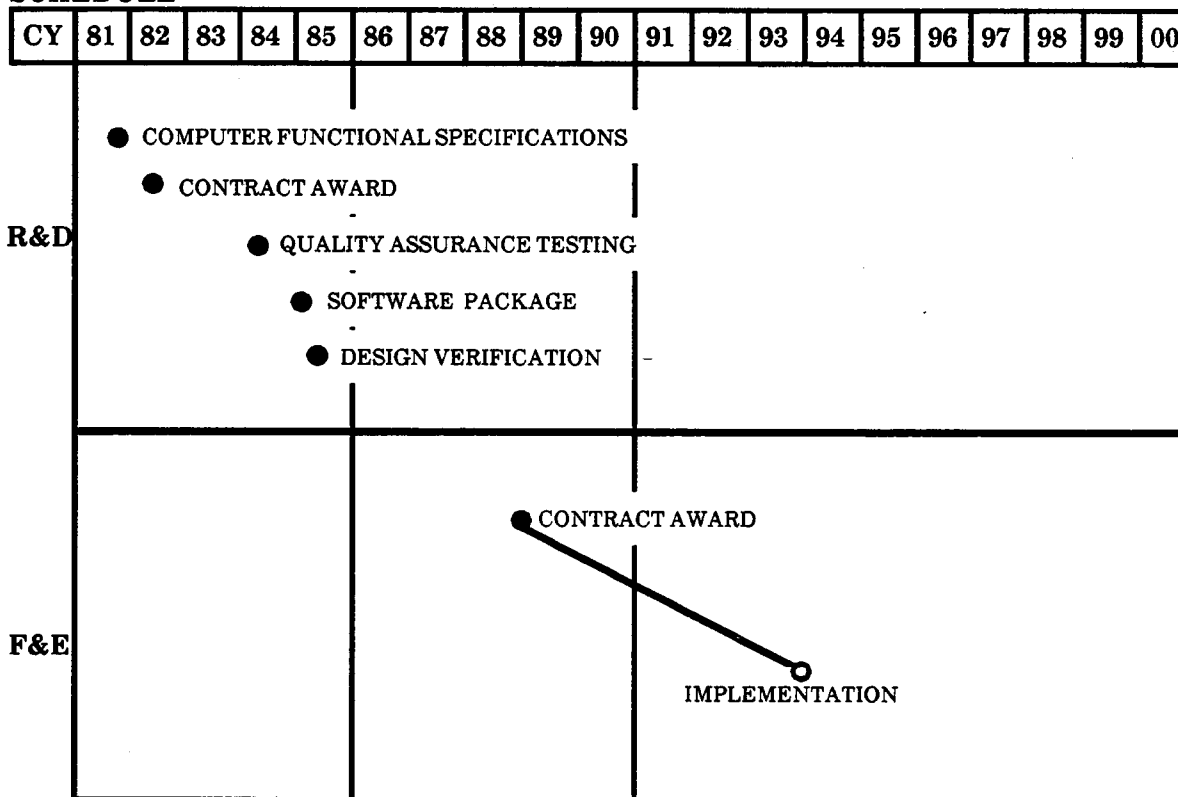 CY 81 82 83 84 85 86 87 88 89 90 91 92 93 94 95 96 97 98 99 00
COMPUTER FUNCTIONAL SPECIFICATIONS
CONTRACT AWARD
R&D
QUALITY ASSURANCE TESTING
SOFTWARE PACKAGE
DESIGN VERIFICATION
CONTRACT AWARD
F&E
IMPLEMENTATION